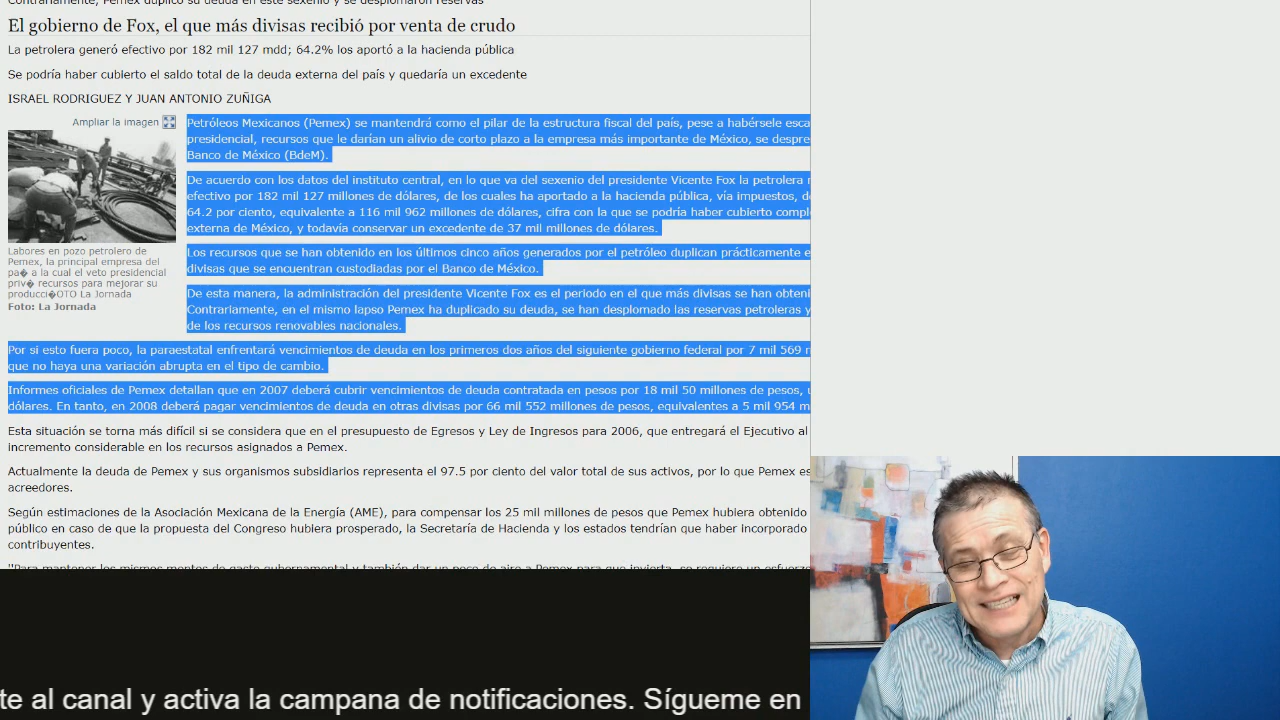 Contrariamente, Pemex duplicó su deuda en este sexenio y se desplomaron reservas
El gobierno de Fox, el que más divisas recibió por venta de crudo
La petrolera generó efectivo por 182 mil 127 mdd; 64.2% los aportó a la hacienda pública
Se podría haber cubierto el saldo total de la deuda externa del país y quedaría un excedente
ISRAEL RODRIGUEZ Y JUAN ANTONIO ZUÑIGA
Ampliar la imagen
Labores en pozo petrolero de
Pemex, la principal empresa del
pa� a la cual el veto presidencial
priv� recursos para mejorar su
producci�OTO La Jornada
Foto: La Jornada
Petróleos Mexicanos (Pemex) se mantendrá como el pilar de la estructura fiscal del país, pese a habérsele esca
presidencial, recursos que le darían un alivio de corto plazo a la empresa más importante de México, se despre
Banco de México (BdeM).
De acuerdo con los datos del instituto central, en lo que va del sexenio del presidente Vicente Fox la petrolera
efectivo por 182 mil 127 millones de dólares, de los cuales ha aportado a la hacienda pública, vía impuestos, d
64.2 por ciento, equivalente a 116 mil 962 millones de dólares, cifra con la que se podría haber cubierto compl
externa de México, y todavía conservar un excedente de 37 mil millones de dólares.
Los recursos que se han obtenido en los últimos cinco años generados por el petróleo duplican prácticamente e
divisas que se encuentran custodiadas por el Banco de México.
De esta manera, la administración del presidente Vicente Fox es el periodo en el que más divisas se han obteni
Contrariamente, en el mismo lapso Pemex ha duplicado su deuda, se han desplomado las reservas petroleras y
de los recursos renovables nacionales.
Por si esto fuera poco, la paraestatal enfrentará vencimientos de deuda en los primeros dos años del siguiente gobierno federal por 7 mil 569
que no haya una variación abrupta en el tipo de cambio.
Informes oficiales de Pemex detallan que en 2007 deberá cubrir vencimientos de deuda contratada en pesos por 18 mil 50 millones de pesos, u
dólares. En tanto, en 2008 deberá pagar vencimientos de deuda en otras divisas por 66 mil 552 millones de pesos, equivalentes a 5 mil 954 m
Esta situación se torna más difícil si se considera que en el presupuesto de Egresos y Ley de Ingresos para 2006, que entregará el Ejecutivo al
incremento considerable en los recursos asignados a Pemex.
Actualmente la deuda de Pemex y sus organismos subsidiarios representa el 97.5 por ciento del valor total de sus activos, por lo que Pemex es
acreedores.
Según estimaciones de la Asociación Mexicana de la Energía (AME), para compensar los 25 mil millones de pesos que Pemex hubiera obtenido
público en caso de que la propuesta del Congreso hubiera prosperado, la Secretaría de Hacienda y los estados tendrían que haber incorporado
contribuyentes.
"Para mantener los mismos montos de gasto gubernamental y también dar un poco de aire a Pemex para que invierta, se requiere un esfuerzo
te al canal y activa la campana de notificaciones. Sígueme en